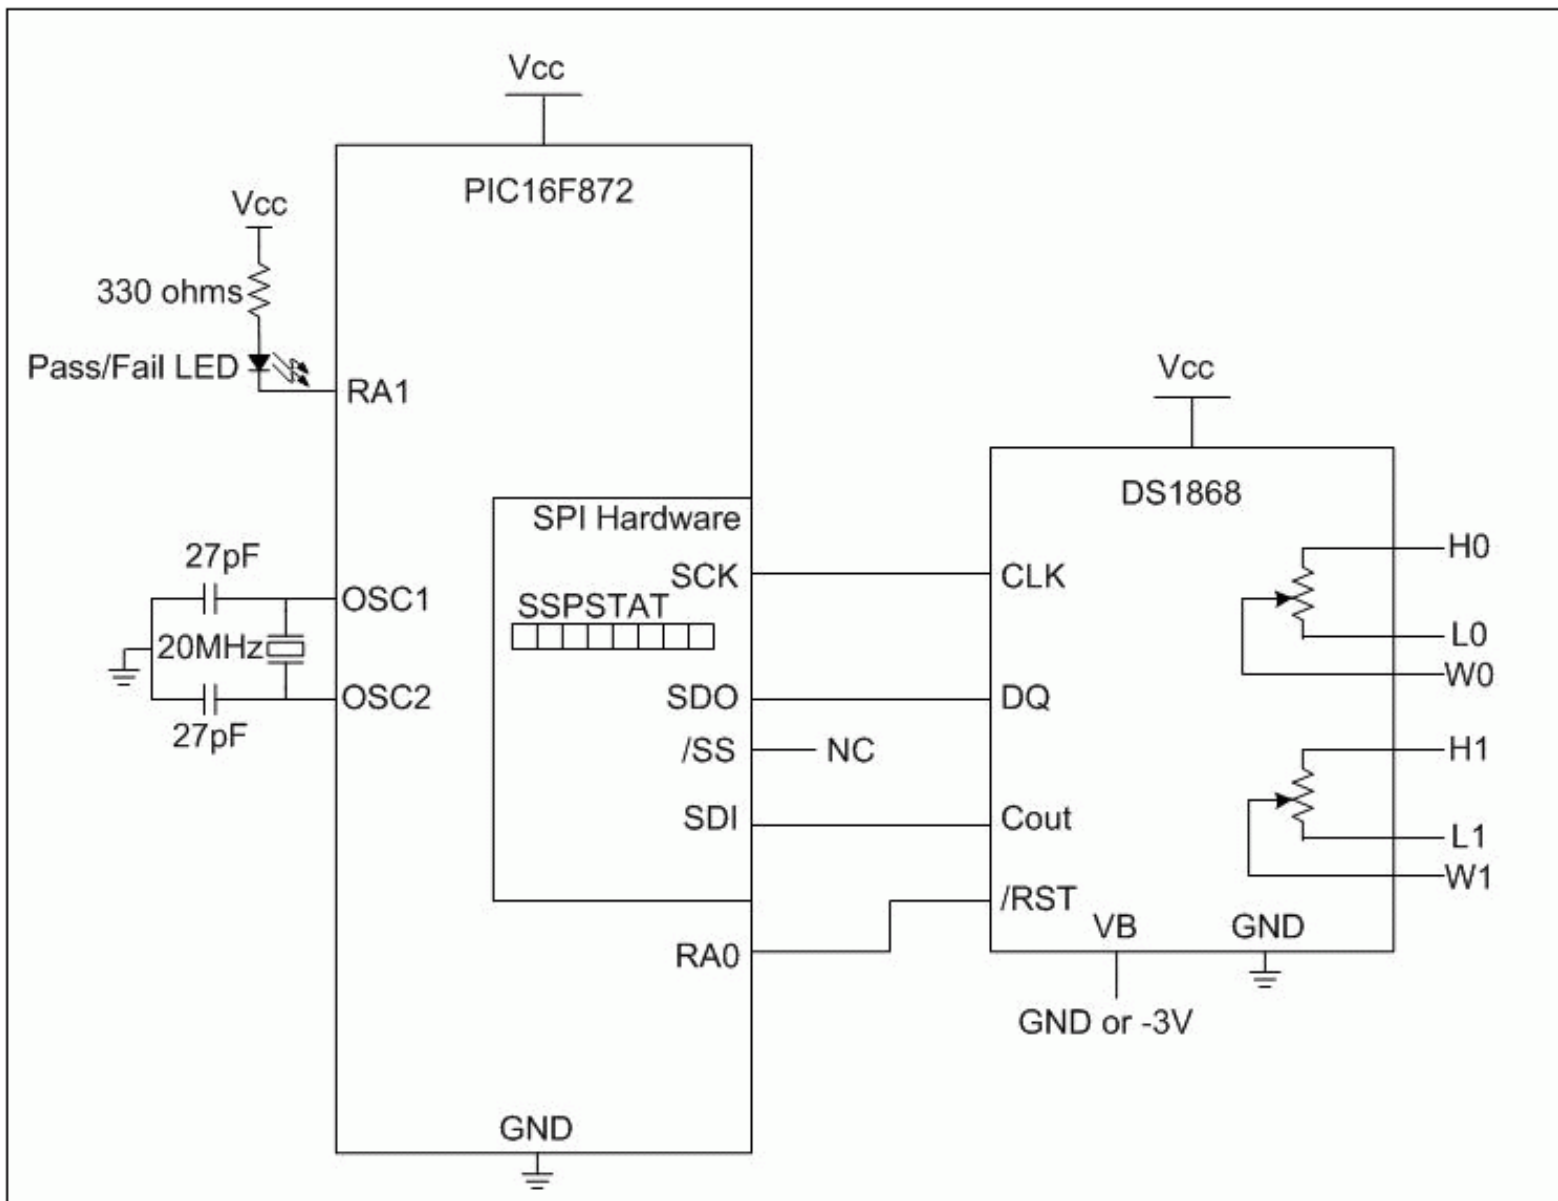 Vcc
PIC16F872
Vcc
330 ohms
Pass/Fail LED
RA1
Vcc
DS1868
SPI Hardware
SCK
CLK
SSPSTAT
27pF
OSC1
20MHz
OSC2
27pF
SDO
DQ
/SS
NC
SDI
Cout
/RST
RA0
H0
L0
W0
H1
L1
W1
VB
GND
GND or -3V
GND